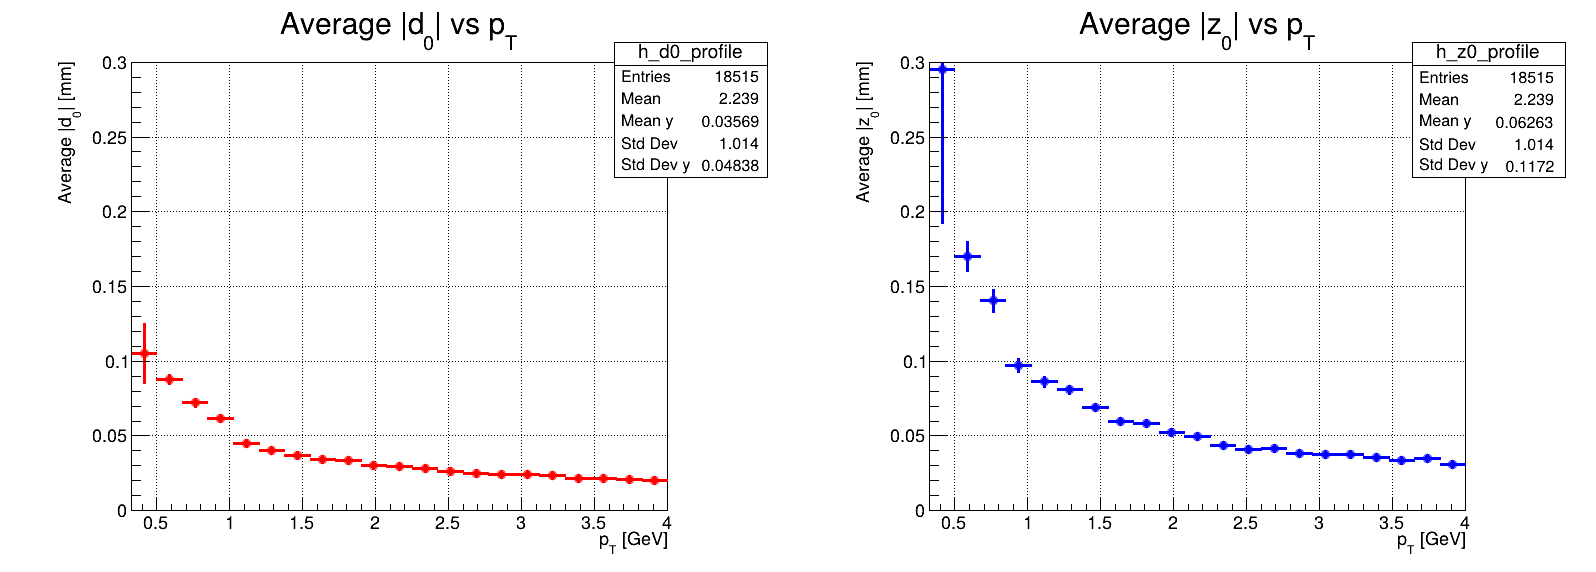 Average |d0| vs pT
h_d0_profile
Entries 18515
Mean 2.239
Mean y 0.03569
Std Dev 1.014
Std Dev y 0.04838
Average |d0| [mm]
0.3
0.25
0.2
0.15
0.1
0.05
0
0.5 1 1.5 2 2.5 3 3.5 4
pT [GeV]
Average |z0| vs pT
h_z0_profile
Entries 18515
Mean 2.239
Mean y 0.06263
Std Dev 1.014
Std Dev y 0.1172
Average |z0| [mm]
0.3
0.25
0.2
0.15
0.1
0.05
0
0.5 1 1.5 2 2.5 3 3.5 4
pT [GeV]